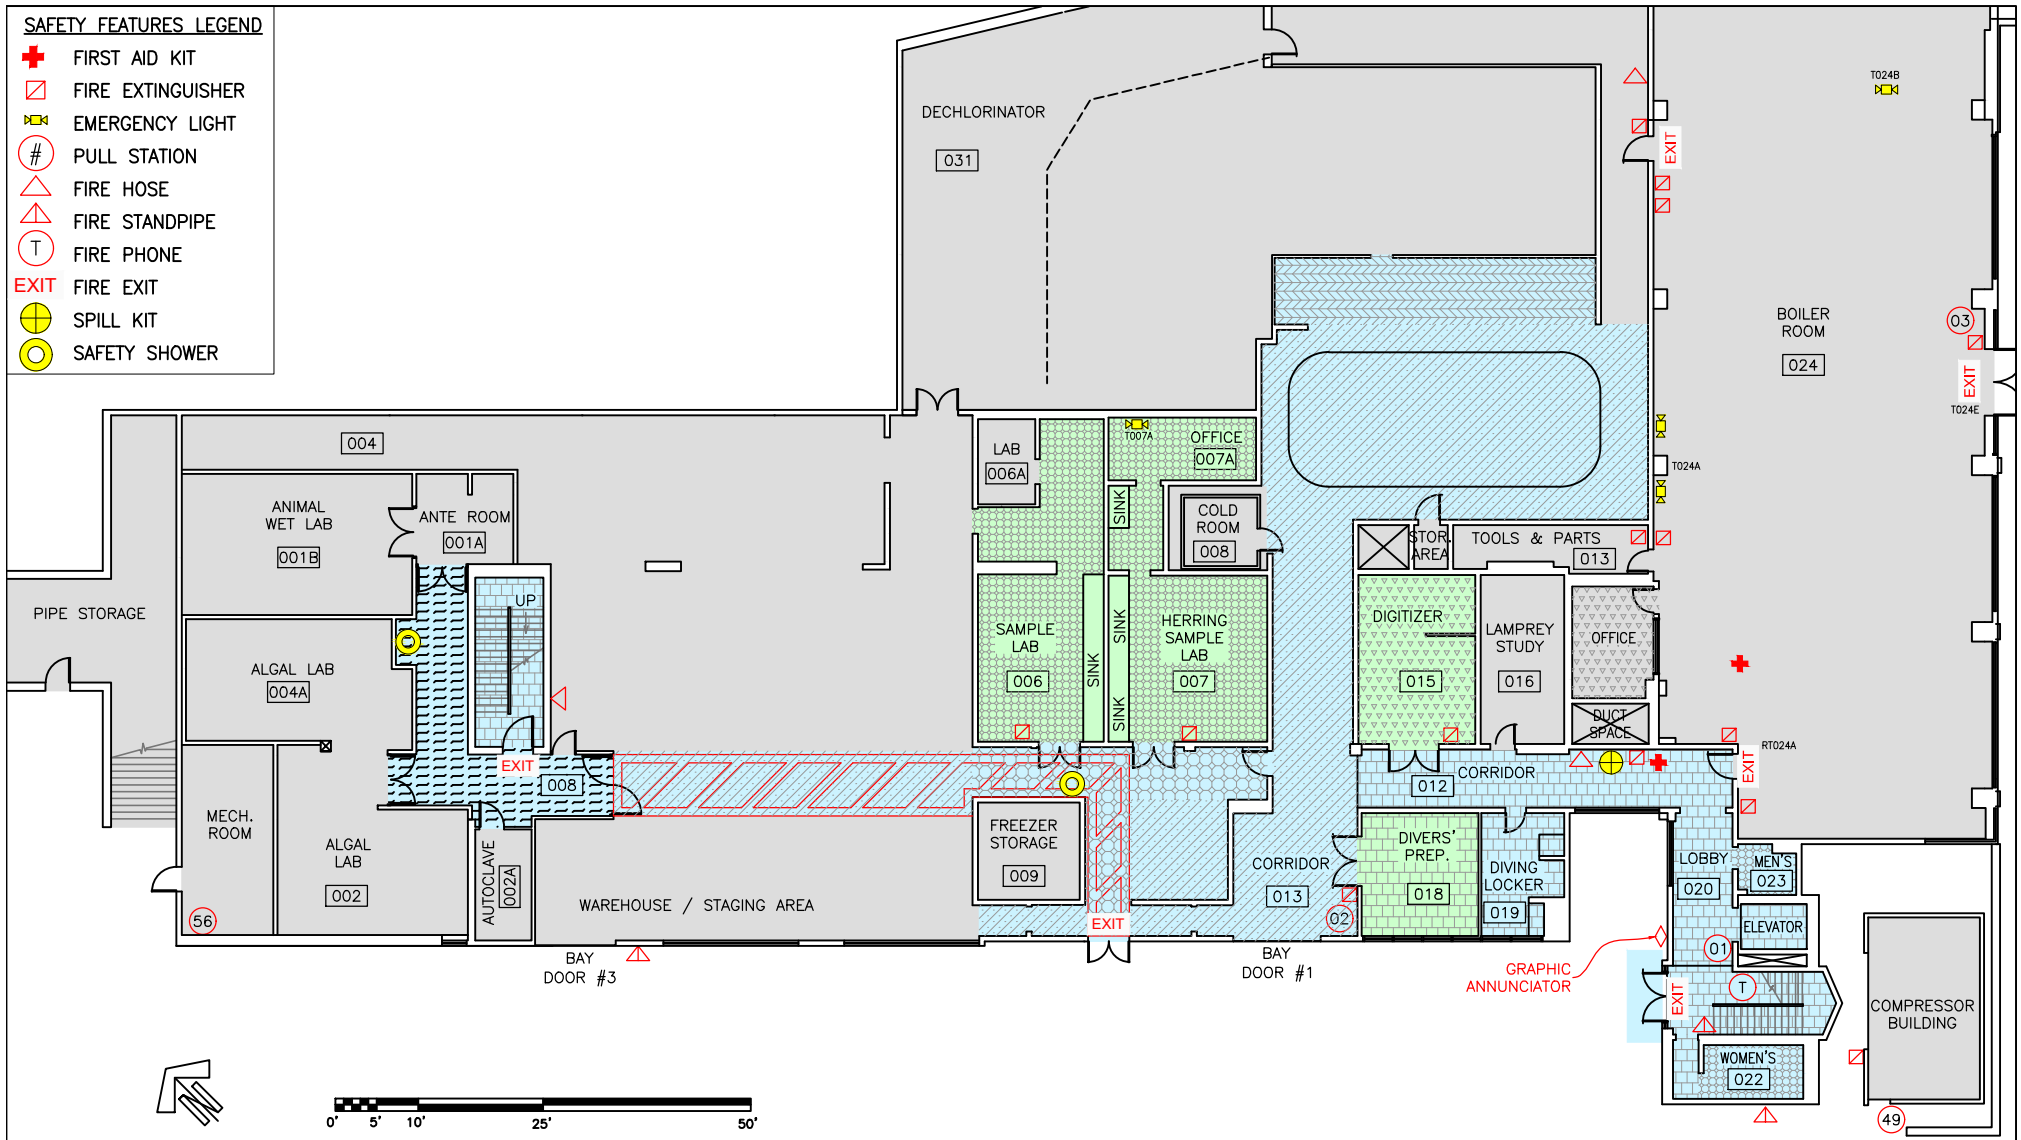 SAFETY FEATURES LEGEND
FIRST AID KIT
FIRE EXTINGUISHER
EMERGENCY LIGHT
# PULL STATION
FIRE HOSE
FIRE STANDPIPE
T FIRE PHONE
EXIT FIRE EXIT
SPILL KIT
SAFETY SHOWER
DECHLORINATOR
031
T024B
EXIT
BOILER
ROOM
024
03
EXIT
T024E
T024A
004
LAB
006A
T007A
OFFICE
007A
ANIMAL
WET LAB
001B
ANTE ROOM
001A
SINK
COLD
ROOM
008
STOR.
AREA
TOOLS & PARTS
013
PIPE STORAGE
UP
ALGAL LAB
004A
SAMPLE
LAB
006
SINK
SINK
SINK
HERRING
SAMPLE
LAB
007
DIGITIZER
015
LAMPREY
STUDY
016
OFFICE
DUCT
SPACE
RT024A
EXIT
EXIT
008
CORRIDOR
012
MECH.
ROOM
ALGAL
LAB
002
AUTOCLAVE
002A
WAREHOUSE / STAGING AREA
FREEZER
STORAGE
009
EXIT
CORRIDOR
013
02
DIVERS'
PREP.
018
DIVING
LOCKER
019
LOBBY
020
MEN'S
023
ELEVATOR
01
56
BAY
DOOR #3
BAY
DOOR #1
GRAPHIC
ANNUNCIATOR
EXIT
T
WOMEN'S
022
COMPRESSOR
BUILDING
49
0' 5' 10' 25' 50'